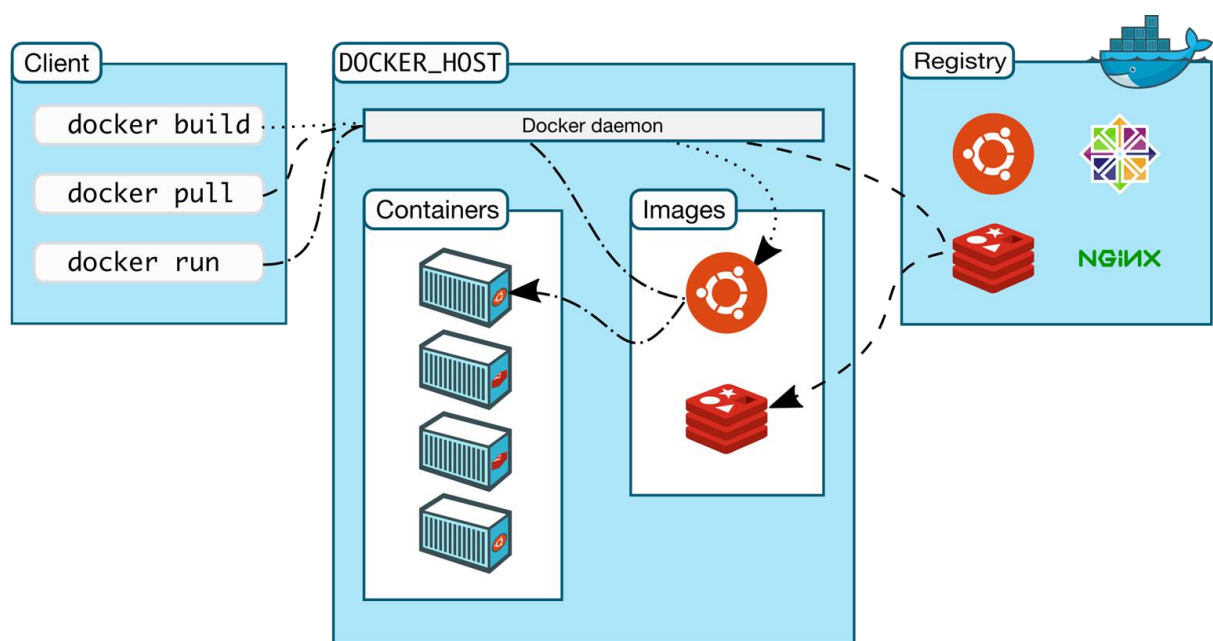 Client
docker build
docker pull
docker run
DOCKER_HOST
Docker daemon
Containers
Images
Registry
NGiNX